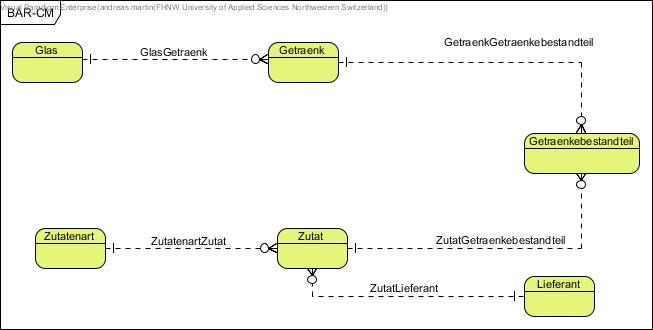 Visual Paradigm Enterprise(andreas.martin(FHNW University of Applied Sciences Northwestern Switzerland))
BAR-CM
Glas
GlasGetraenk
Getraenk
GetraenkGetraenkebestandteil
Getraenkebestandteil
Zutatenart
ZutatenartZutat
Zutat
ZutatGetraenkebestandteil
ZutatLieferant
Lieferant